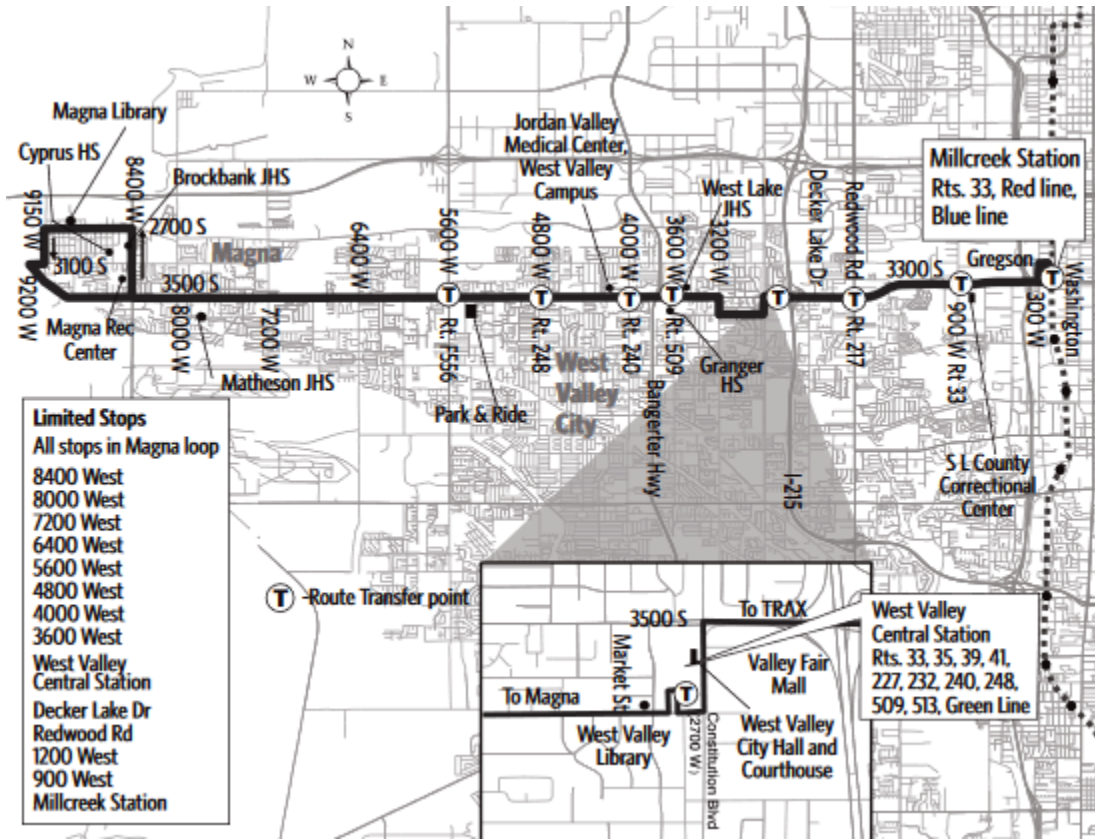 N
W
E
S
Magna Library
Cyprus HS
8400 W
Brockbank JHS
9150 W
2700 S
3100 S
Magna
9200 W
3500 S
Magna Rec
Center
8000 W
Matheson JHS
7200 W
6400 W
5600 W
Rt. F556
Park & Ride
4800 W
Rt. 248
Jordan Valley
Medical Center,
West Valley
Campus
4000 W
Rt. 240
West
Valley
City
3600 W
Rt. 509
West Lake
JHS
3200 W
Granger
HS
Bangerter Hwy
Decker Lake Dr
I-215
Redwood Rd
Rt. 217
3300 S
900 W Rt 33
S L County
Correctional
Center
Gregson
300 W
Washington
Millcreek Station
Rts. 33, Red line,
Blue line
Limited Stops
All stops in Magna loop
8400 West
8000 West
7200 West
6400 West
5600 West
4800 West
4000 West
3600 West
West Valley
Central Station
Decker Lake Dr
Redwood Rd
1200 West
900 West
Millcreek Station
T -Route Transfer point
3500 S
To TRAX
Market St
To Magna
T
West Valley
Library
Constitution Blvd
(2700 W)
Valley Fair
Mall
West Valley
City Hall and
Courthouse
West Valley
Central Station
Rts. 33, 35, 39, 41,
227, 232, 240, 248,
509, 513, Green Line
T
T
T
T
T
T
T
T